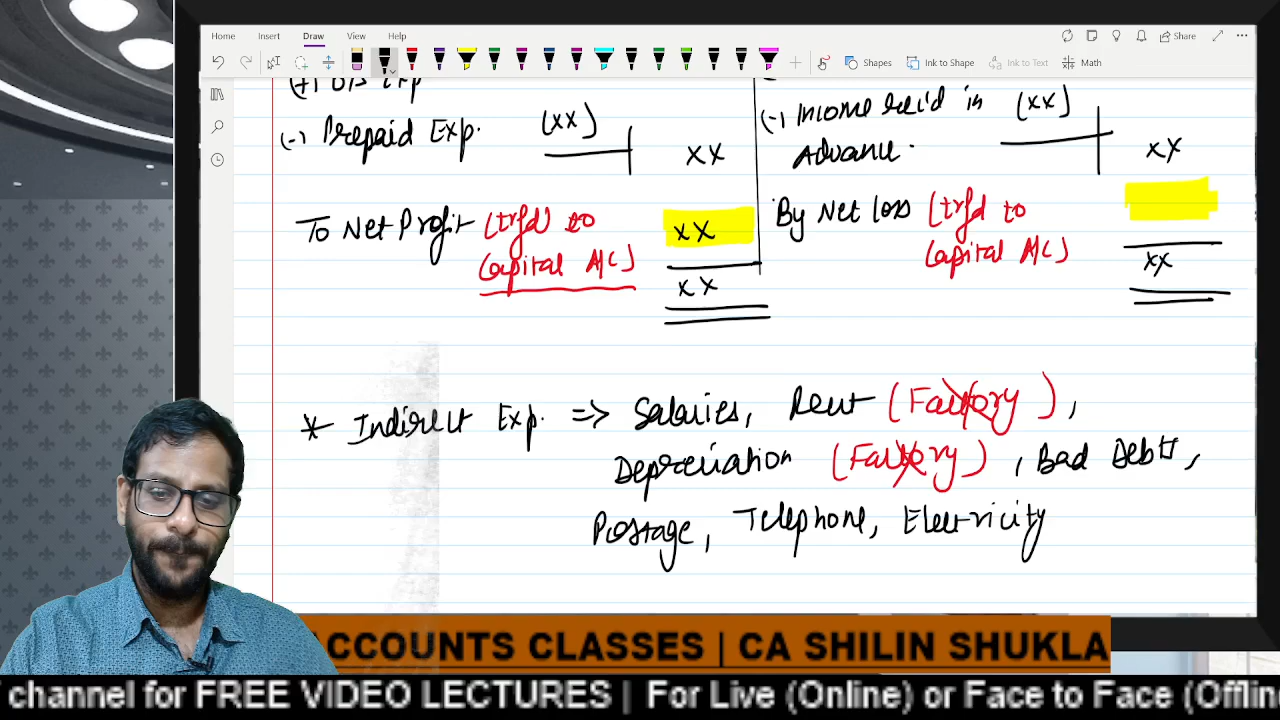 Home Insert Draw View Help
Share
Shapes Ink to Shape Ink to Text Math
(-) Prepaid Exp. (xx)
xx
To Net Profit (trfd) to
Capital A/c)
xx
xx
(-) Income rec'd in (xx)
Advance.
xx
By Net Loss (trfd to
Capital A/c)
xx
* Indirect Exp. => Salaries, Rent (Factory),
Depreciation (Factory), Bad Debts,
Postage, Telephone, Electricity
ACCOUNTS CLASSES | CA SHILIN SHUKLA
channel for FREE VIDEO LECTURES | For Live (Online) or Face to Face (Offlin